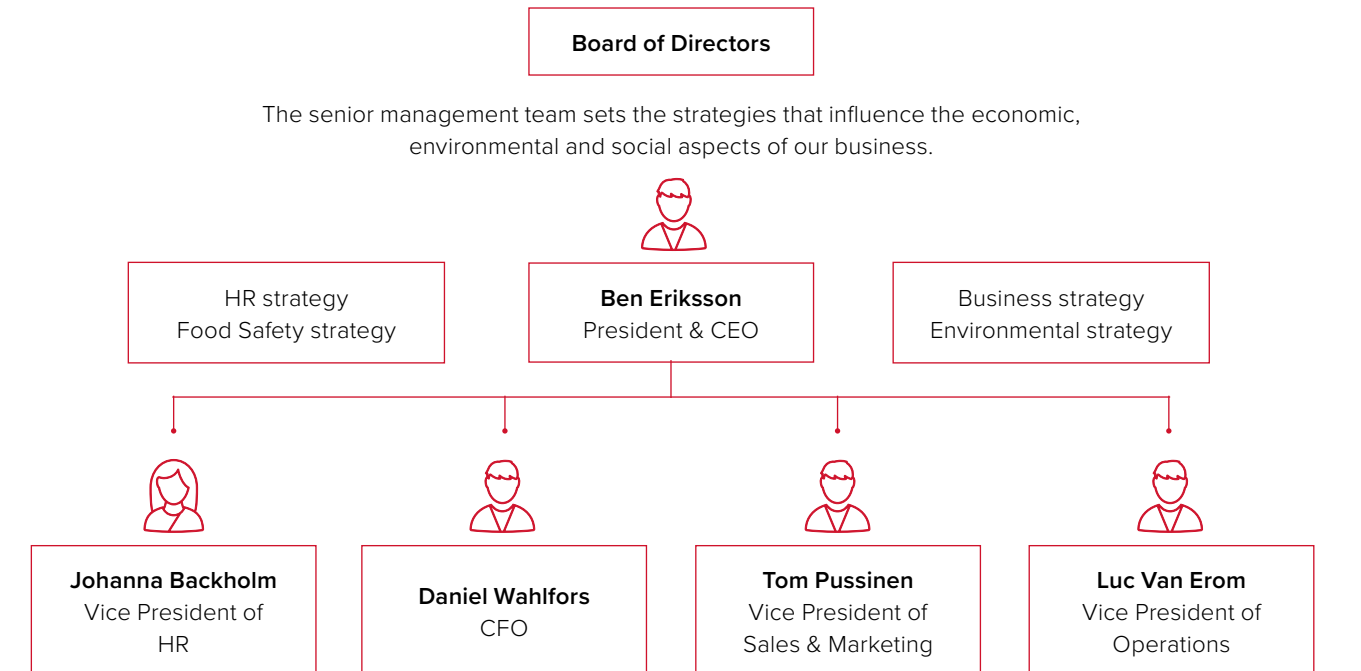 Board of Directors
The senior management team sets the strategies that influence the economic,
environmental and social aspects of our business.
HR strategy
Food Safety strategy
Ben Eriksson
President & CEO
Business strategy
Environmental strategy
Johanna Backholm
Vice President of
HR
Daniel Wahlfors
CFO
Tom Pussinen
Vice President of
Sales & Marketing
Luc Van Erom
Vice President of
Operations